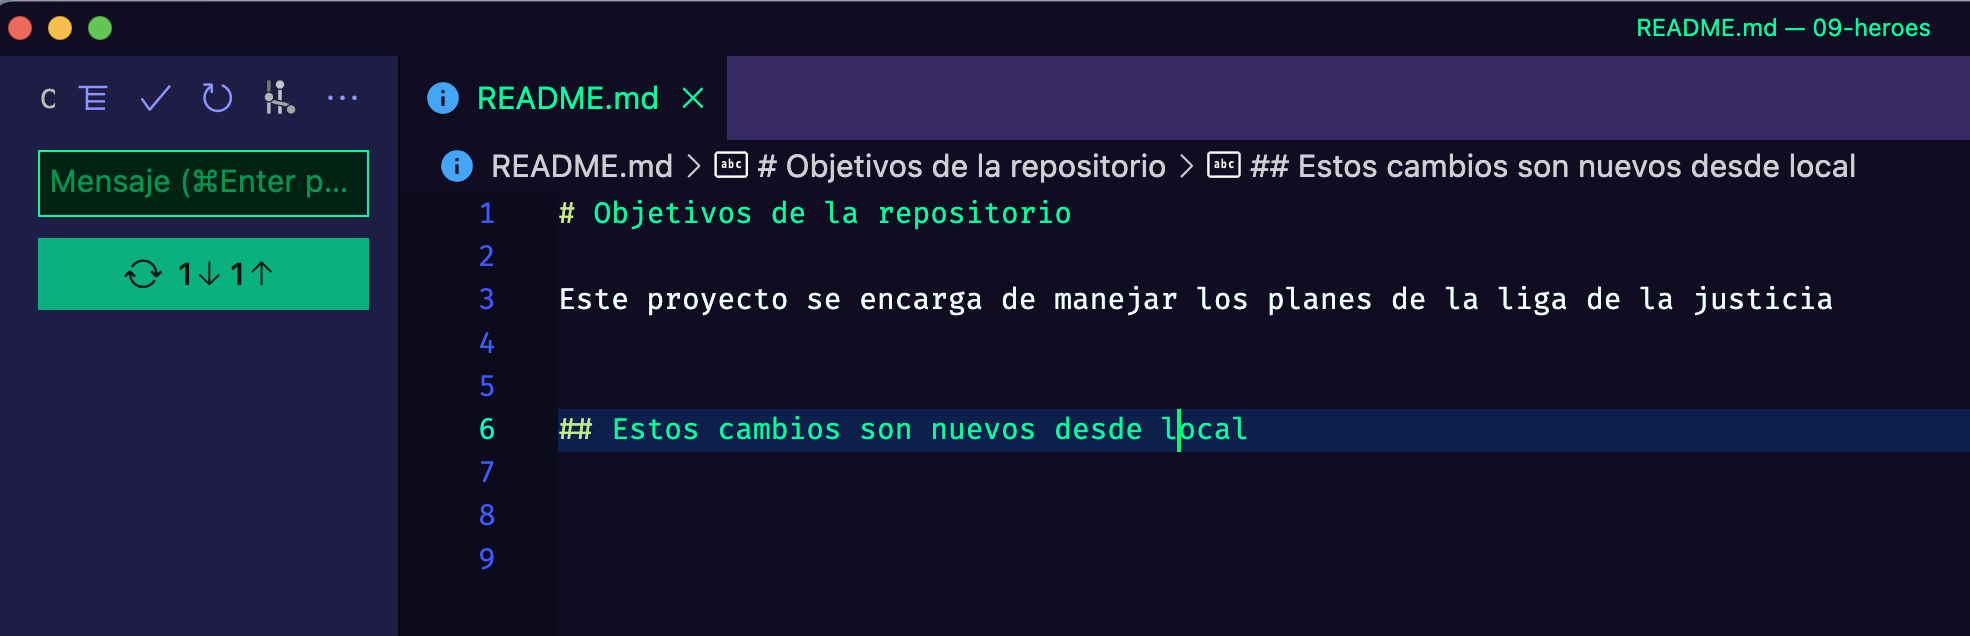 README.md — 09-heroes
C
README.md
Mensaje (⌘Enter p...
README.md > # Objetivos de la repositorio > ## Estos cambios son nuevos desde local
1↓ 1↑
1 # Objetivos de la repositorio
2
3 Este proyecto se encarga de manejar los planes de la liga de la justicia
4
5
6 ## Estos cambios son nuevos desde local
7
8
9